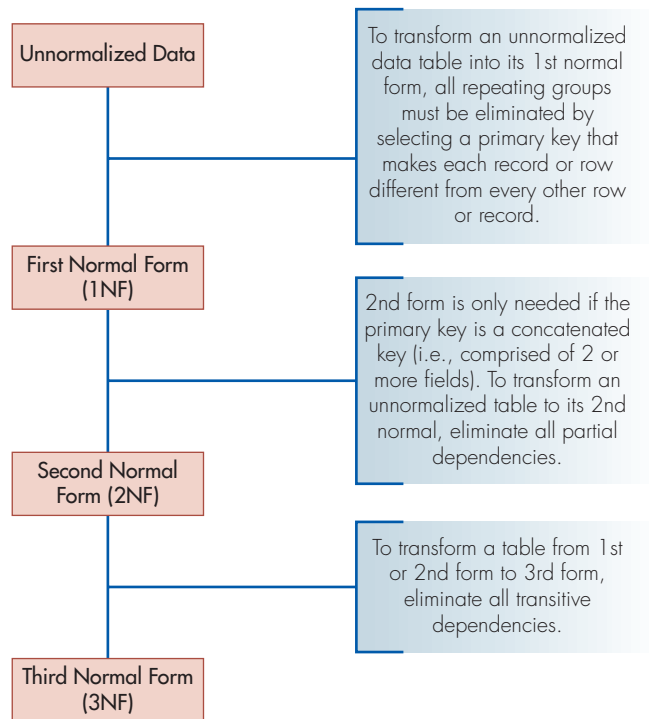 Unnormalized Data
To transform an unnormalized
data table into its 1st normal
form, all repeating groups
must be eliminated by
selecting a primary key that
makes each record or row
different from every other row
or record.
First Normal Form
(1NF)
2nd form is only needed if the
primary key is a concatenated
key (i.e., comprised of 2 or
more fields). To transform an
unnormalized table to its 2nd
normal, eliminate all partial
dependencies.
Second Normal
Form (2NF)
To transform a table from 1st
or 2nd form to 3rd form,
eliminate all transitive
dependencies.
Third Normal Form
(3NF)